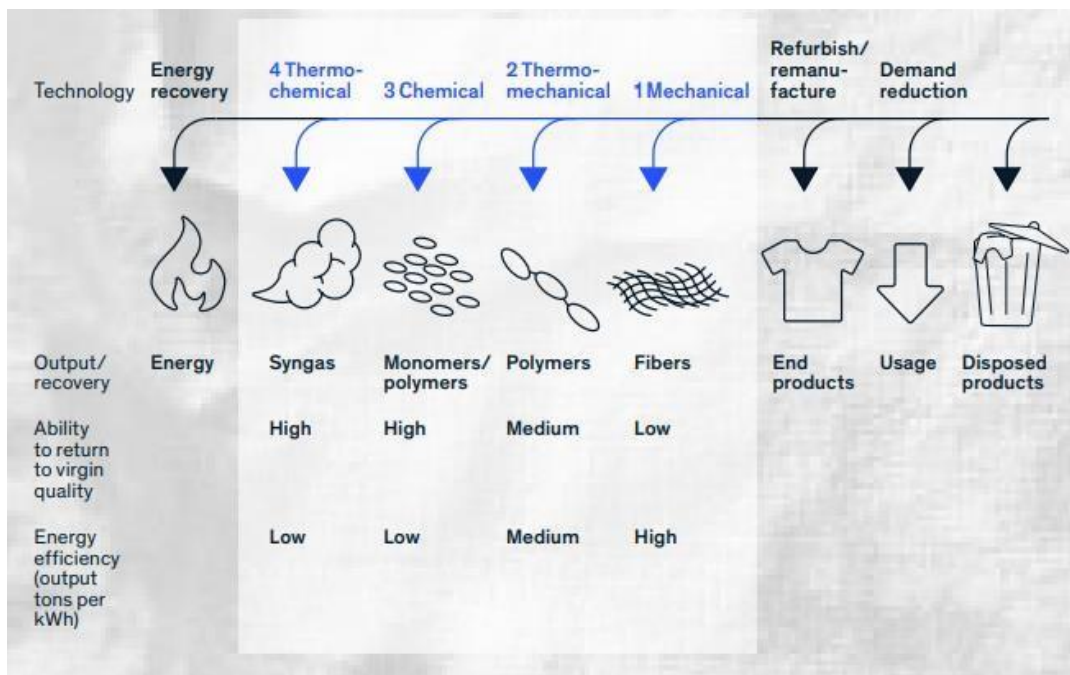 Technology
Energy
recovery
4 Thermo-
chemical
3 Chemical
2 Thermo-
mechanical
1 Mechanical
Refurbish/
remanu-
facture
Demand
reduction
Output/
recovery
Energy
Syngas
Monomers/
polymers
Polymers
Fibers
End
products
Usage
Disposed
products
Ability
to return
to virgin
quality
High
High
Medium
Low
Energy
efficiency
(output
tons per
kWh)
Low
Low
Medium
High